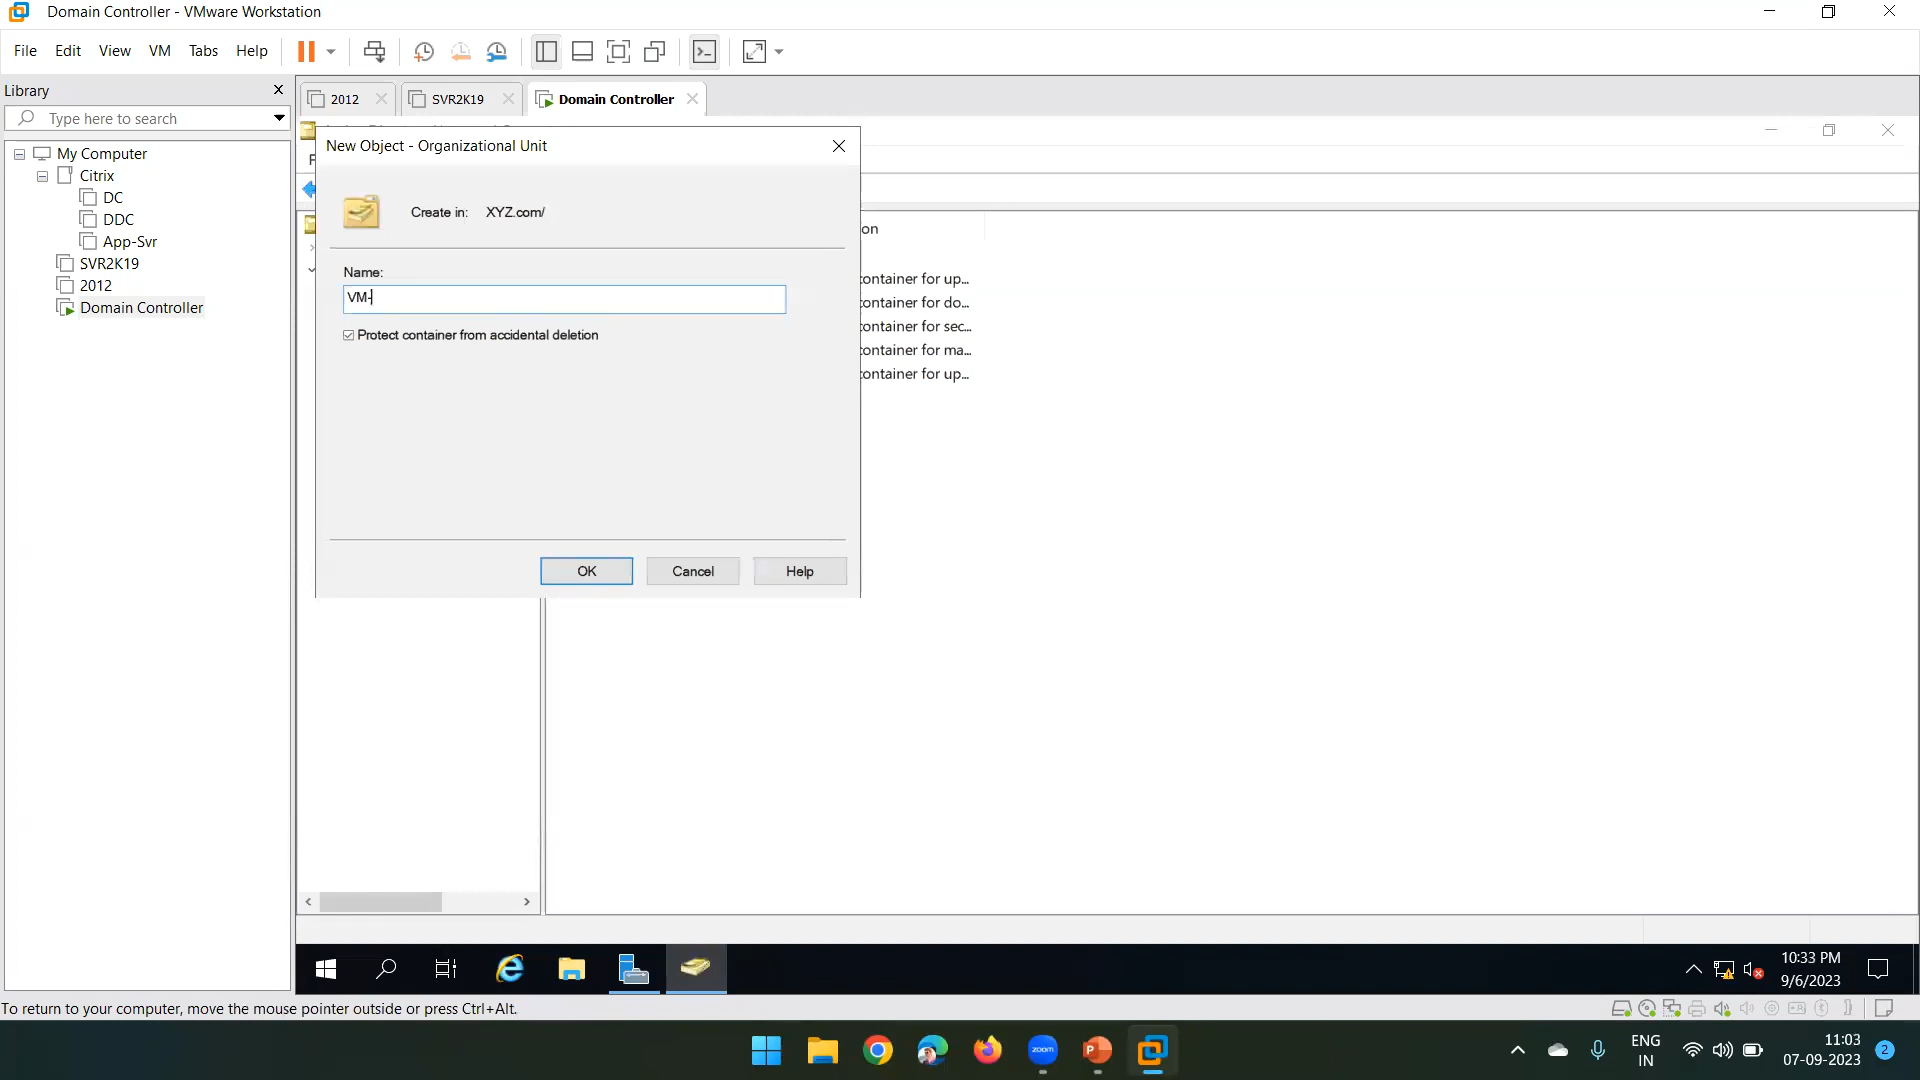 Domain Controller - VMware Workstation
File Edit View VM Tabs Help
Library
Type here to search
My Computer
Citrix
DC
DDC
App-Svr
SVR2K19
2012
Domain Controller
2012 SVR2K19 Domain Controller
New Object - Organizational Unit
Create in: XYZ.com/
Name:
VM-
Protect container from accidental deletion
OK Cancel Help
on
container for up...
container for do...
container for sec...
container for ma...
container for up...
10:33 PM
9/6/2023
To return to your computer, move the mouse pointer outside or press Ctrl+Alt.
zoom
ENG
IN
11:03
07-09-2023
2